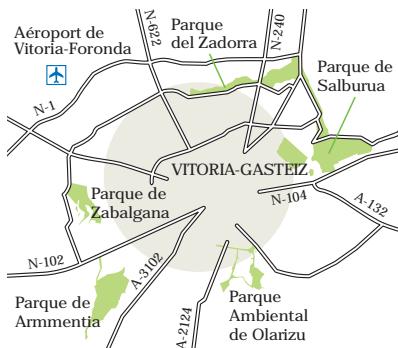 Aéroport de
Vitoria-Foronda
N-622
Parque
del Zadorra
N-240
Parque de
Salburua
N-1
VITORIA-GASTEIZ
Parque de
Zabalgana
N-104
A-132
N-102
A-3102
Parque de
Armmentia
A-2124
Parque
Ambiental
de Olarizu